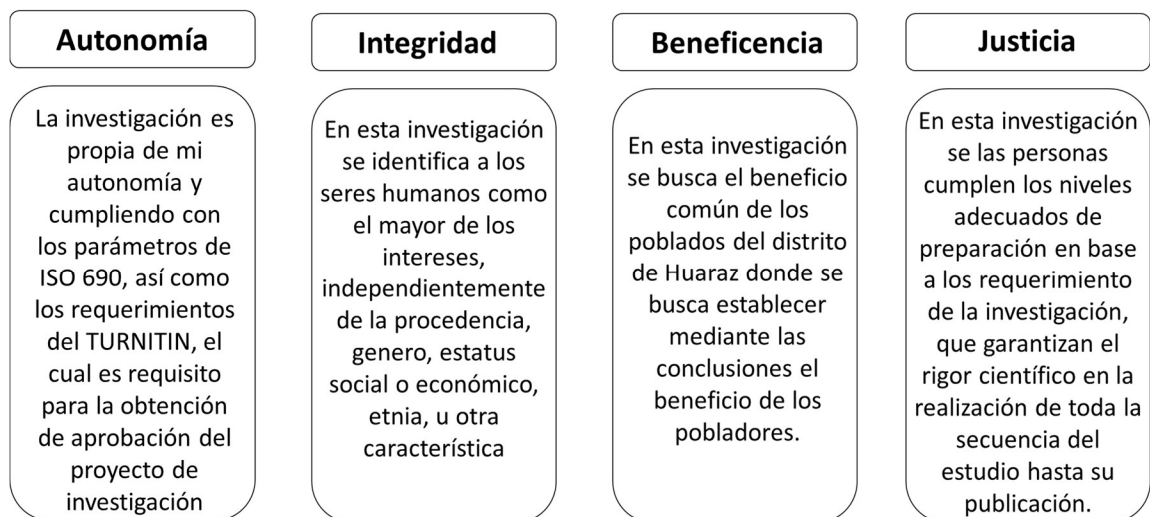 Autonomía
La investigación es
propia de mi
autonomía y
cumpliendo con
los parámetros de
ISO 690, así como
los requerimientos
del TURNITIN, el
cual es requisito
para la obtención
de aprobación del
proyecto de
investigación
Integridad
En esta investigación
se identifica a los
seres humanos como
el mayor de los
intereses,
independientemente
de la procedencia,
genero, estatus
social o económico,
etnia, u otra
característica
Beneficencia
En esta investigación
se busca el beneficio
común de los
poblados del distrito
de Huaraz donde se
busca establecer
mediante las
conclusiones el
beneficio de los
pobladores.
Justicia
En esta investigación
se las personas
cumplen los niveles
adecuados de
preparación en base
a los requerimiento
de la investigación,
que garantizan el
rigor científico en la
realización de toda la
secuencia del
estudio hasta su
publicación.